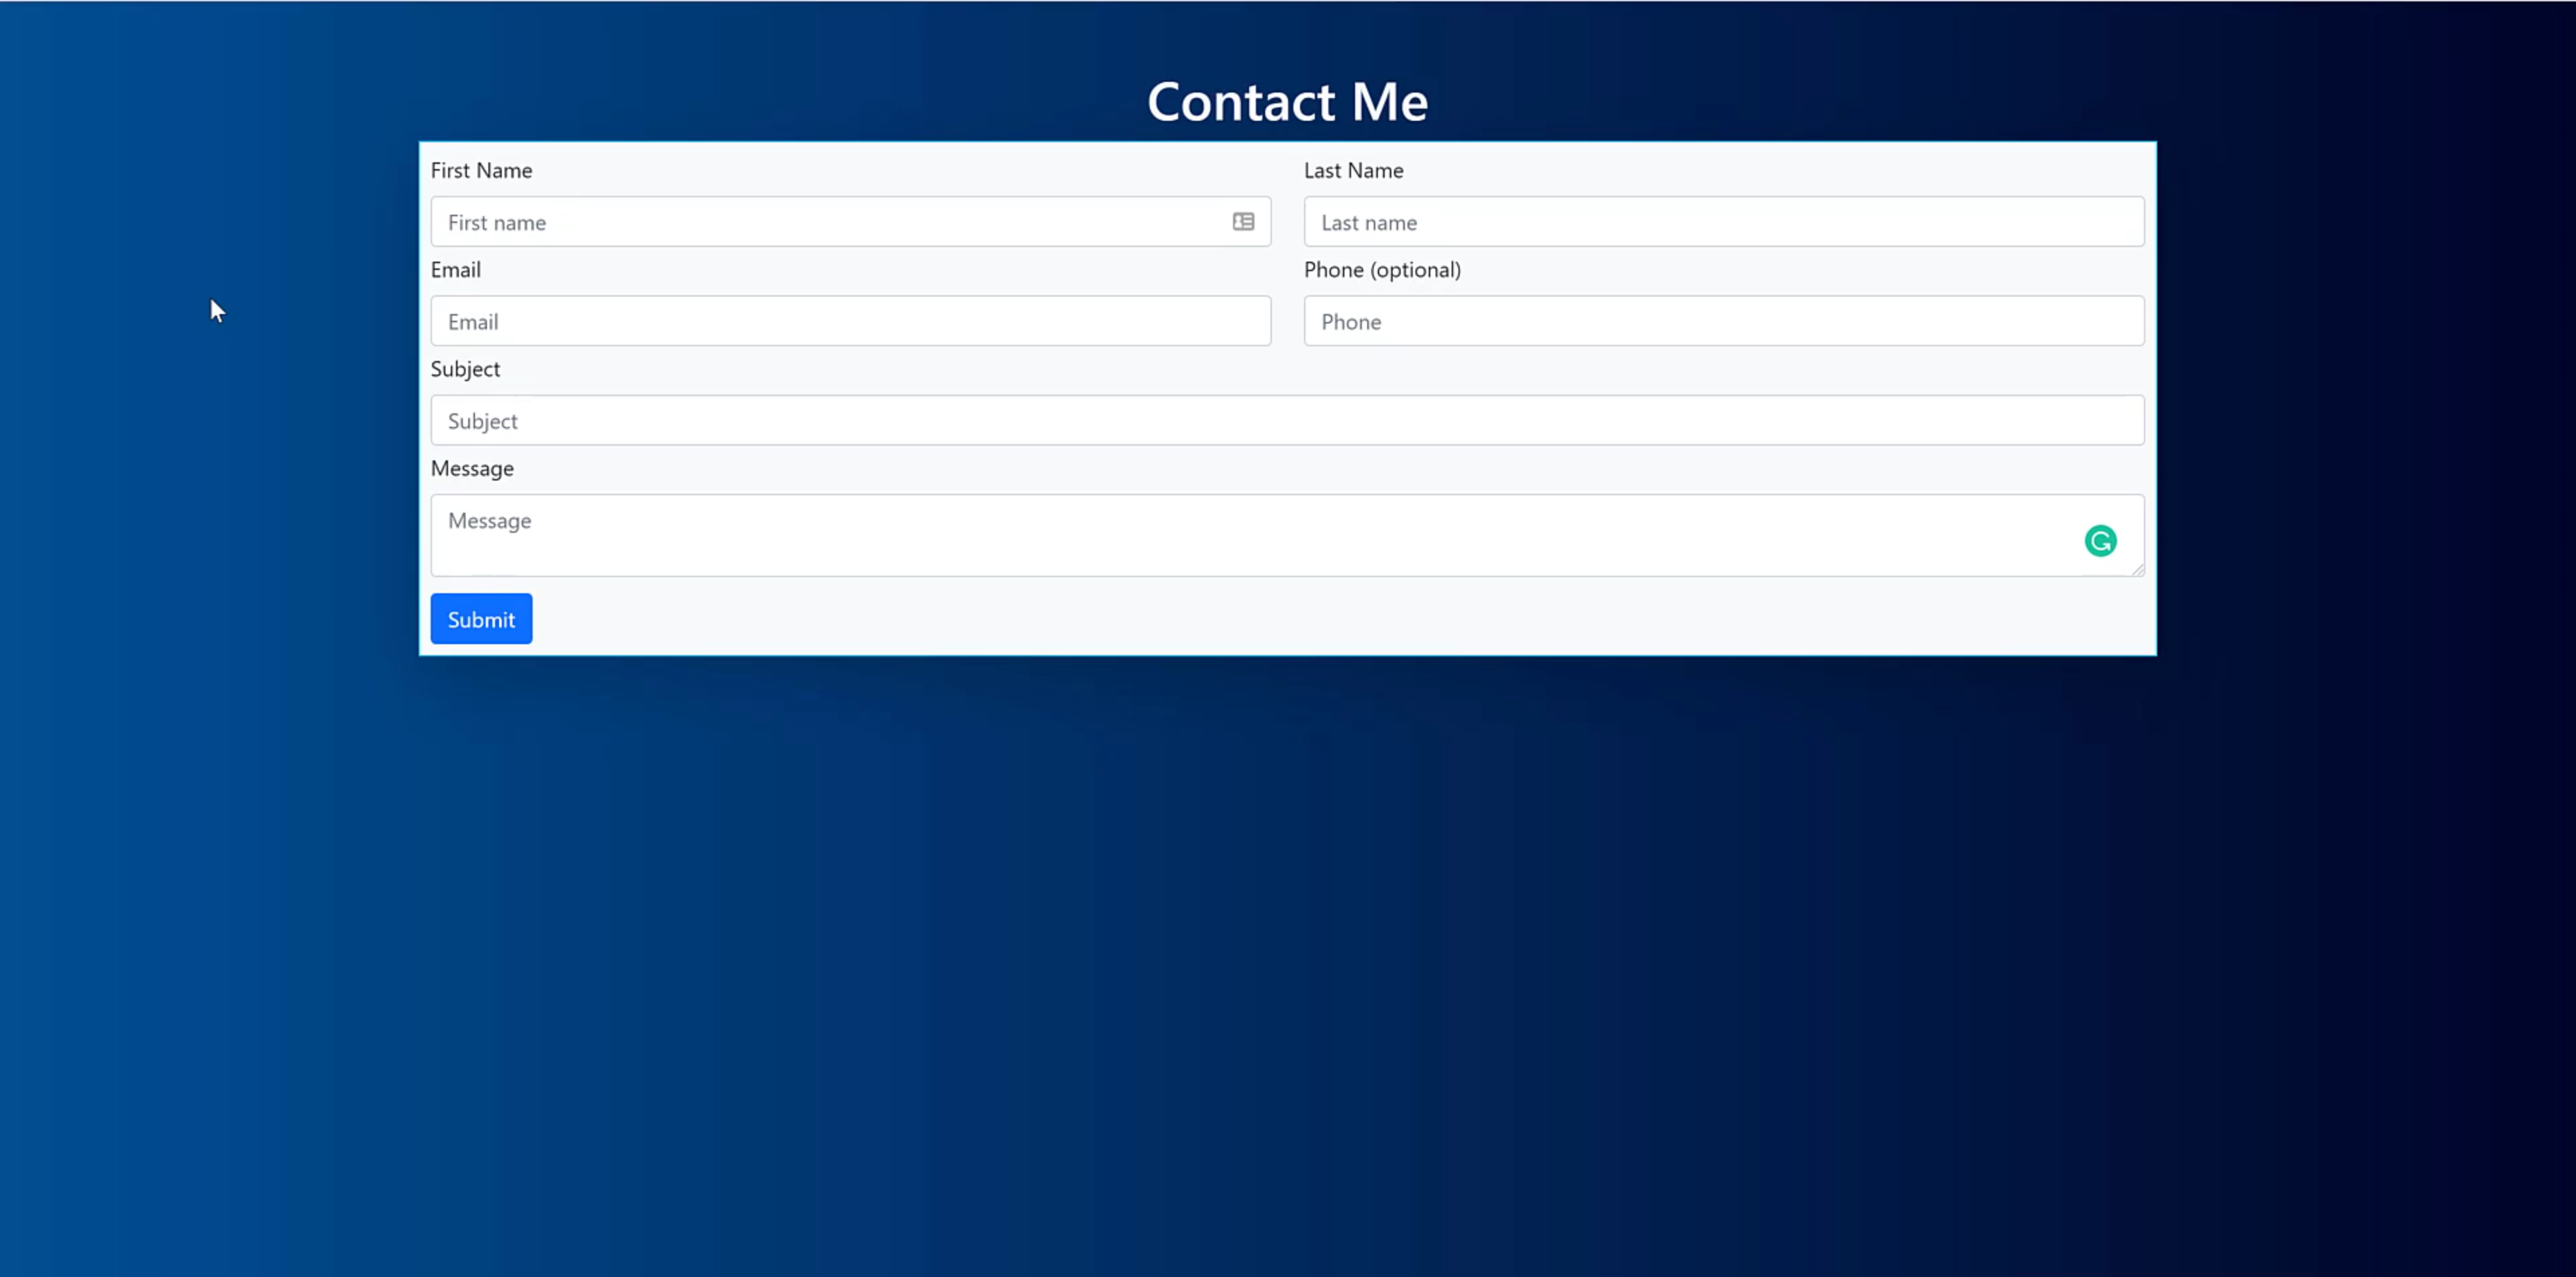 Contact Me
First Name
Last Name
First name
Last name
Email
Phone (optional)
Email
Phone
Subject
Subject
Message
Message
Submit